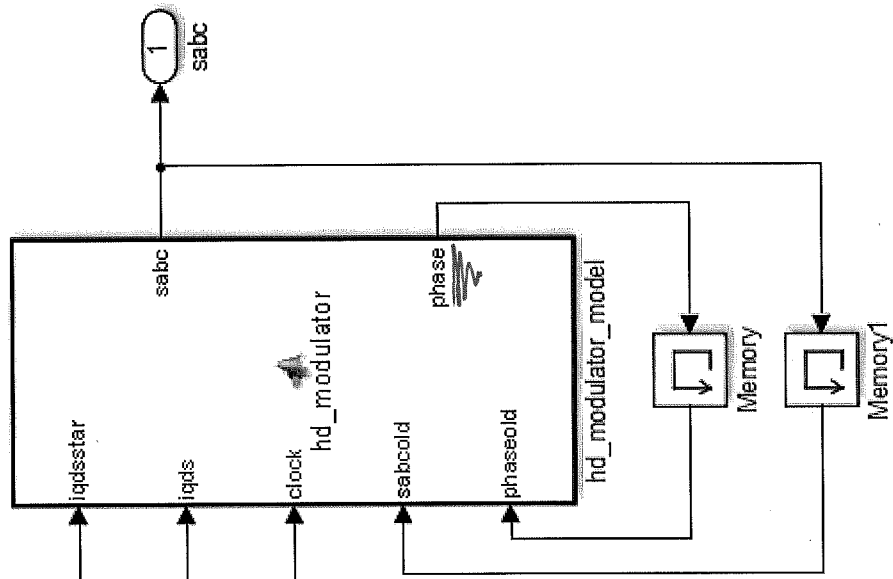 iqdsstar
iqds
clock
sabcold
phaseold
hd_modulator
sabc
phase
hd_modulator_model
Memory
Memory1
1
sabc